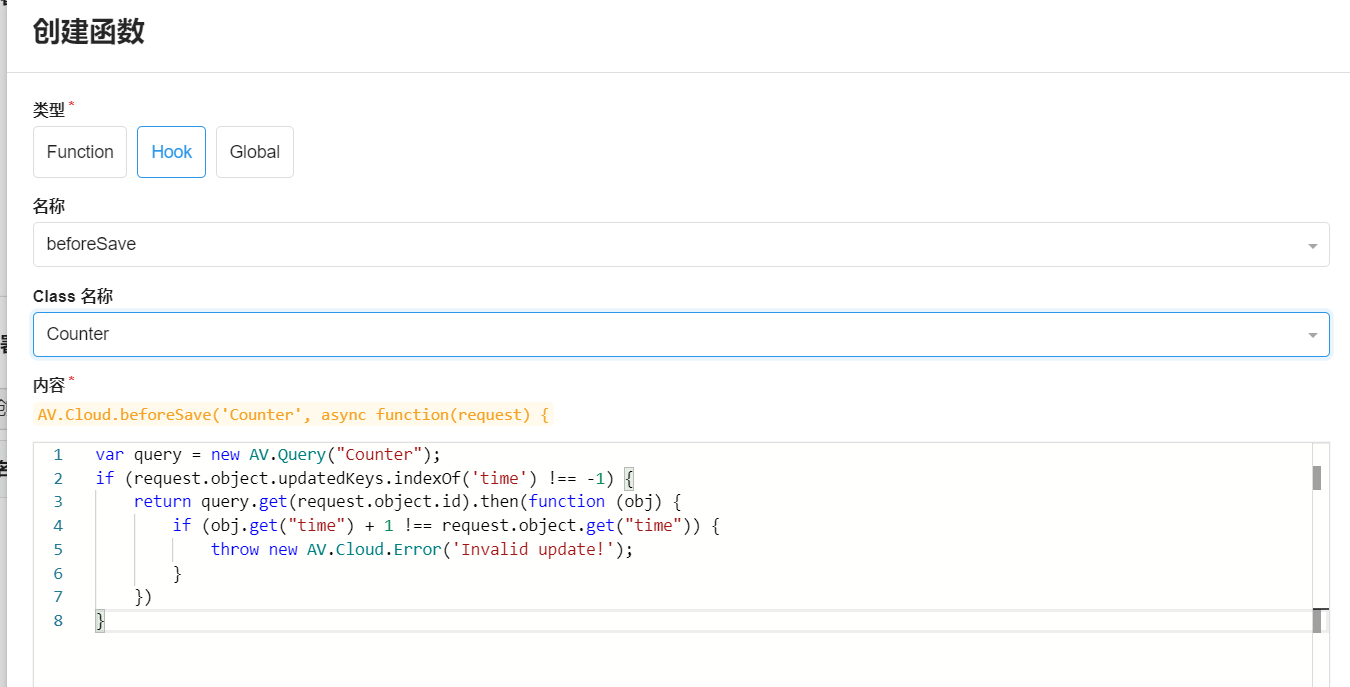 创建函数
类型*
Function Hook Global
名称
beforeSave
Class 名称
Counter
内容*
AV.Cloud.beforeSave('Counter', async function(request) {
1 var query = new AV.Query("Counter");
2 if (request.object.updatedKeys.indexOf('time') !== -1) {
3 return query.get(request.object.id).then(function (obj) {
4 if (obj.get("time") + 1 !== request.object.get("time")) {
5 throw new AV.Cloud.Error('Invalid update!');
6 }
7 })
8 }